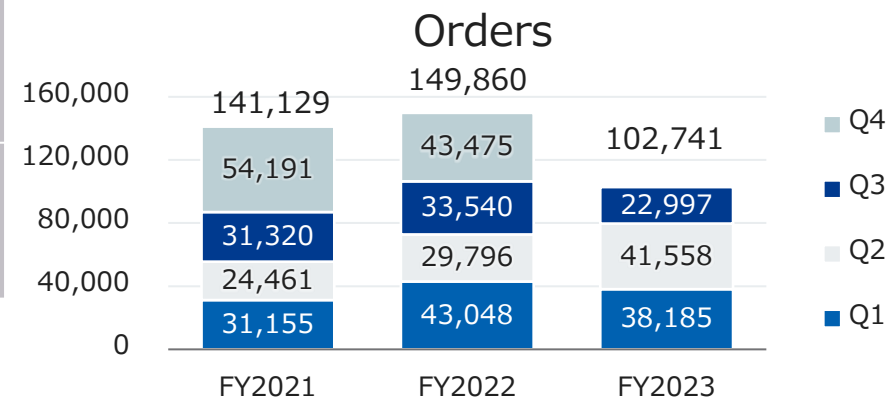 Orders
160,000
120,000
80,000
40,000
0
141,129
54,191
31,320
24,461
31,155
149,860
43,475
33,540
29,796
43,048
102,741
22,997
41,558
38,185
FY2021
FY2022
FY2023
Q4
Q3
Q2
Q1